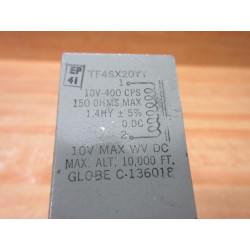 EP
41
TF4SX20YY
1
10V-400 CPS
150 OHMS MAX
1.4HY ± 5%
0.DC
2
10V MAX WV DC
MAX. ALT. 10,000 FT.
GLOBE C-136018